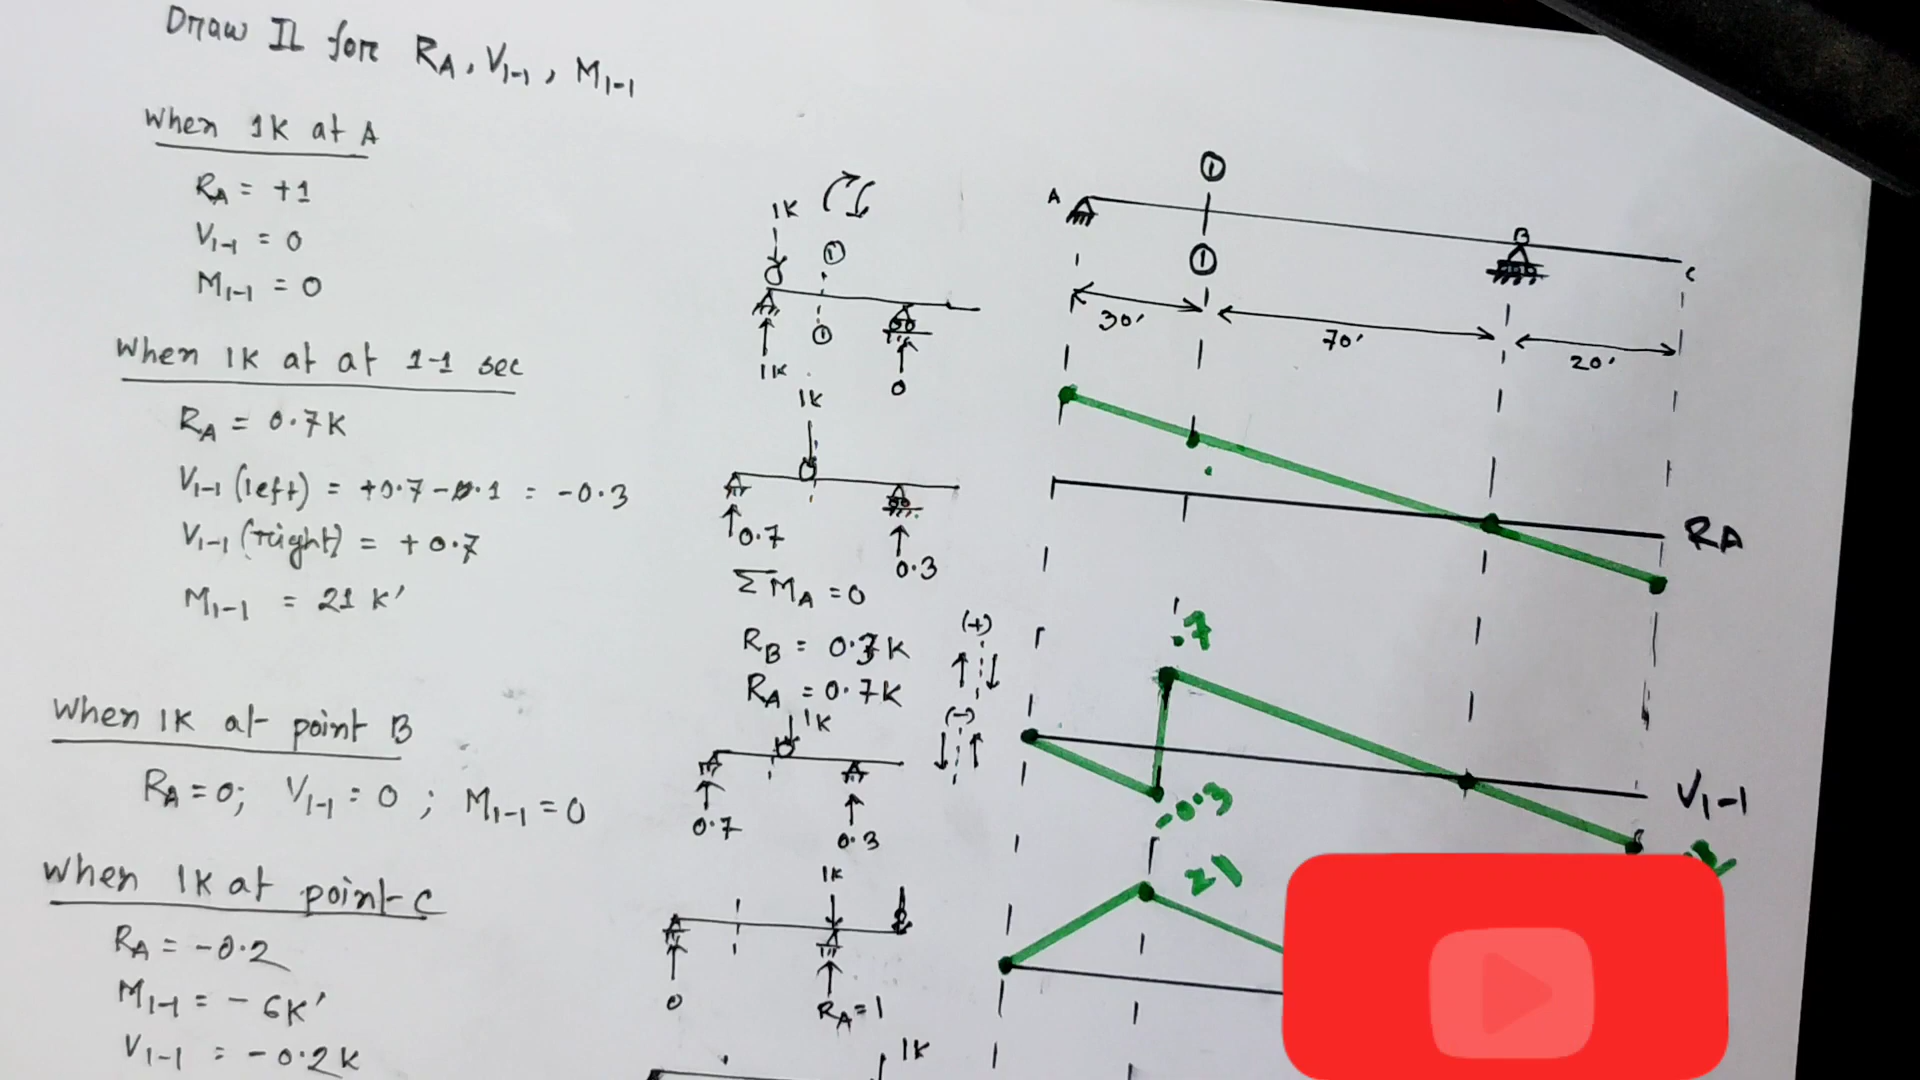 Draw IL for RA, V1-1, M1-1
When 1K at A
RA = +1
V1-1 = 0
M1-1 = 0
When 1K at at 1-1 sec
RA = 0.7K
V1-1 (left) = +0.7 - 0.1 = -0.3
V1-1 (right) = +0.7
M1-1 = 21 K'
When 1K at point B
RA = 0; V1-1 = 0 ; M1-1 = 0
When 1K at point C
RA = -0.2
M1-1 = - 6K'
V1-1 = - 0.2K
1K
1
1
1K
0
1K
0.7
0.3
ΣMA = 0
RB = 0.3K
RA = 0.7K
(+)
(-)
1K
0.7
0.3
1K
0
RA = 1
1K
1
A
B
C
1
30'
70'
20'
RA
.7
-0.3
V1-1
21